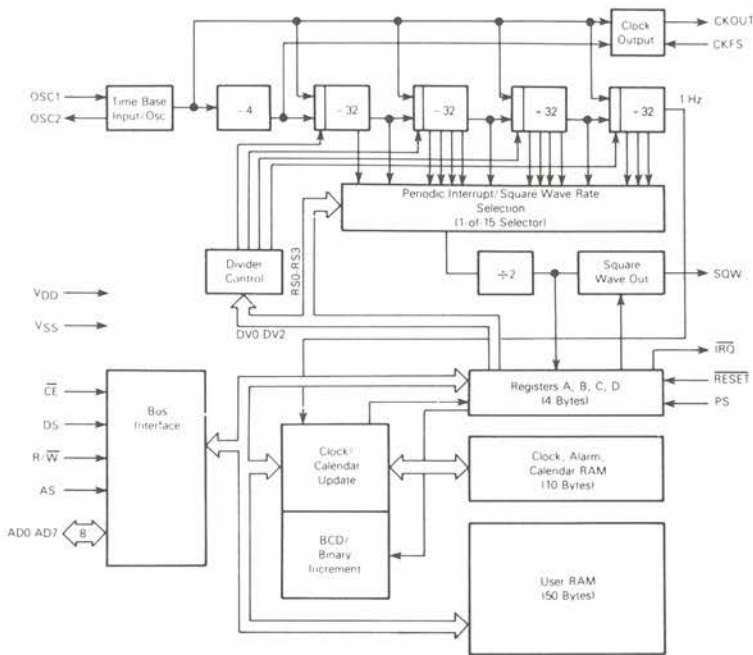 Clock
Output
CKOUT
CKFS
OSC1
OSC2
Time Base
Input/Osc
÷4
÷32
÷32
÷32
÷32
1 Hz
Periodic Interrupt/Square Wave Rate
Selection
(1-of-15 Selector)
RS0-RS3
Divider
Control
÷2
Square
Wave Out
SQW
VDD
VSS
DV0 DV2
IRQ
CE
DS
R/W
AS
AD0 AD7
8
Bus
Interface
Registers A, B, C, D
(4 Bytes)
RESET
PS
Clock/
Calendar
Update
Clock, Alarm,
Calendar RAM
(10 Bytes)
BCD/
Binary
Increment
User RAM
(50 Bytes)